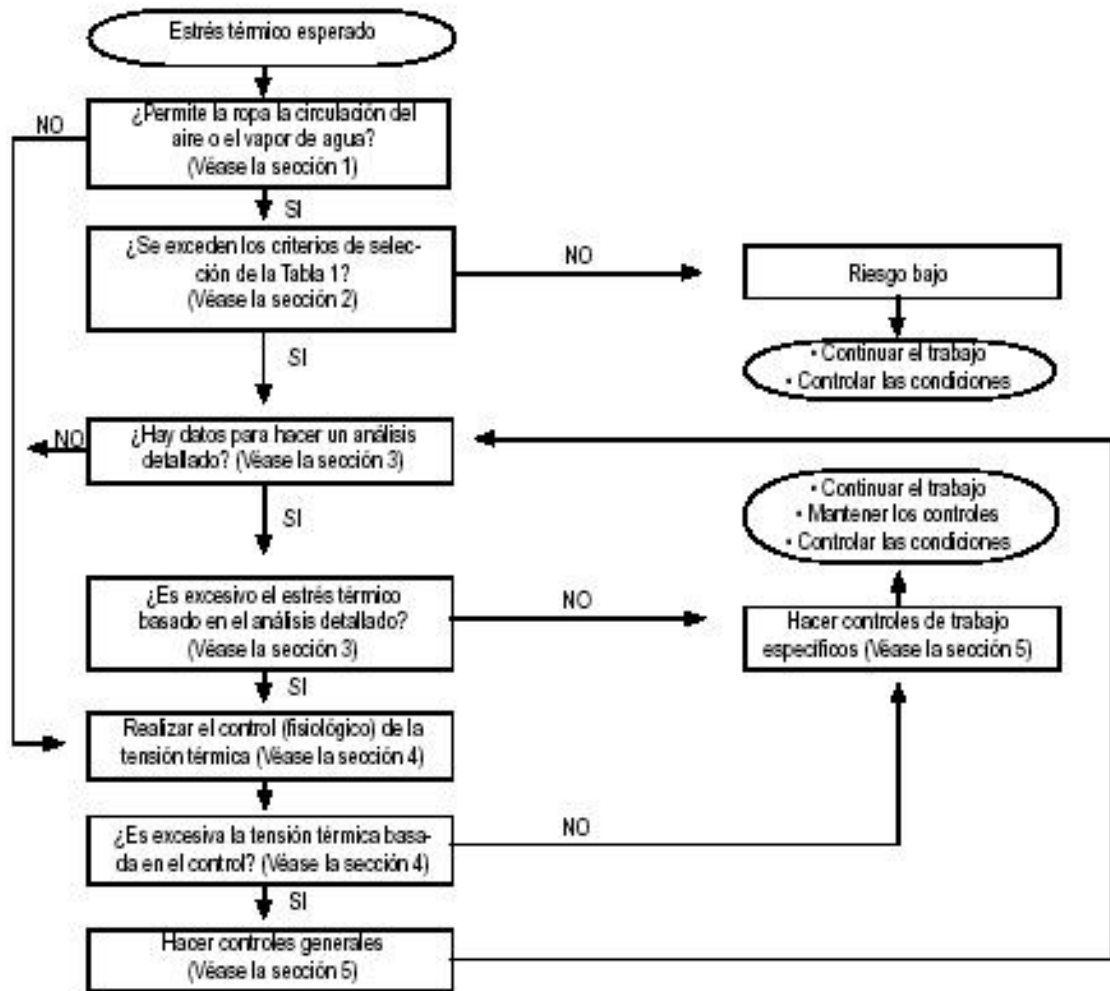 Estrés térmico esperado
¿Permite la ropa la circulación del
aire o el vapor de agua?
(Véase la sección 1)
NO
SI
¿Se exceden los criterios de selec-
ción de la Tabla 1?
(Véase la sección 2)
NO
Riesgo bajo
• Continuar el trabajo
• Controlar las condiciones
SI
¿Hay datos para hacer un análisis
detallado? (Véase la sección 3)
NO
SI
• Continuar el trabajo
• Mantener los controles
• Controlar las condiciones
¿Es excesivo el estrés térmico
basado en el análisis detallado?
(Véase la sección 3)
NO
Hacer controles de trabajo
específicos (Véase la sección 5)
SI
Realizar el control (fisiológico) de la
tensión térmica (Véase la sección 4)
¿Es excesiva la tensión térmica basa-
da en el control? (Véase la sección 4)
NO
SI
Hacer controles generales
(Véase la sección 5)